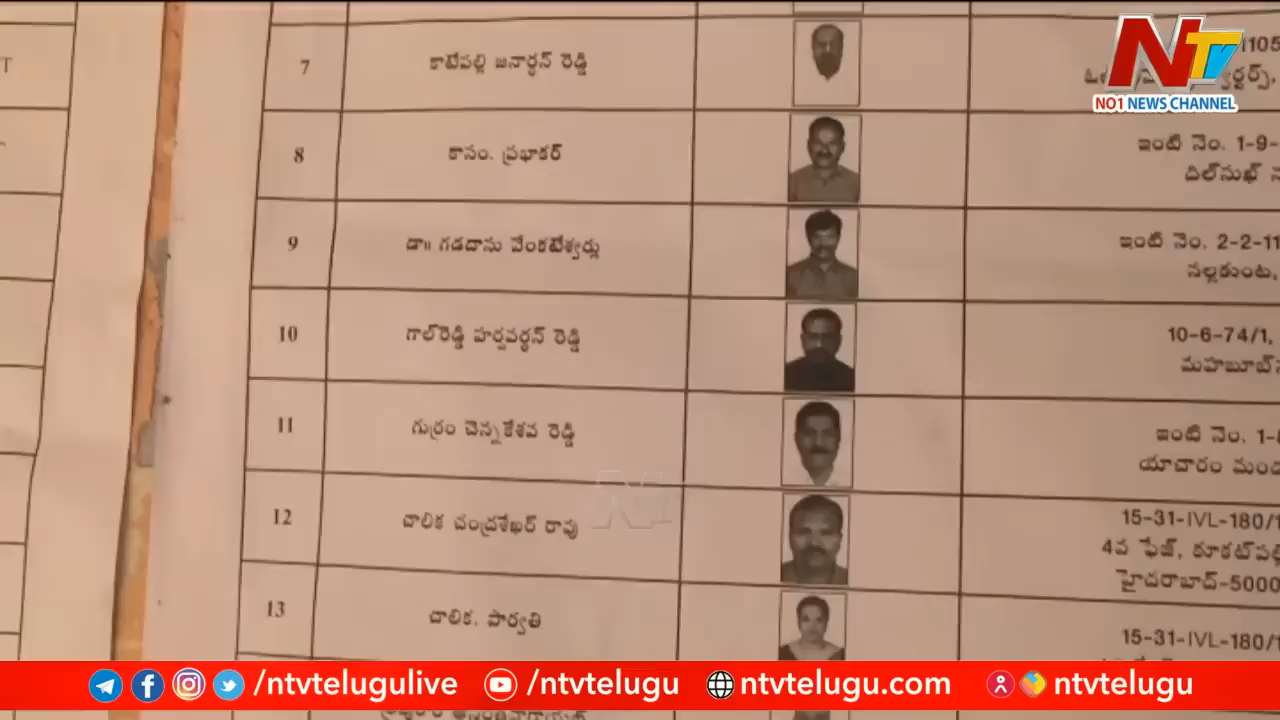 NTV
NO1 NEWS CHANNEL
T
7 కాటేపల్లి జనార్ధన్ రెడ్డి
8 కాసం. ప్రభాకర్ ఇంటి నెం. 1-9-
దిల్‌సుఖ్
9 డా॥ గడదాసు వేంకటేశ్వర్లు ఇంటి నెం. 2-2-11
నల్లకుంట,
10 గాల్‌రెడ్డి హర్షవర్ధన్ రెడ్డి 10-6-74/1,
మహబూబ్‌న
11 గుర్రం చెన్నకేశవ రెడ్డి ఇంటి నెం. 1-
యాచారం మండ
12 చాలిక చంద్రశేఖర్ రావు 15-31-IVL-180/1
4వ ఫేజ్, కూకట్‌పల్లి
హైదరాబాద్-5000
13 చాలిక. పార్వతి 15-31-IVL-180/1
/ntvtelugulive /ntvtelugu ntvtelugu.com ntvtelugu